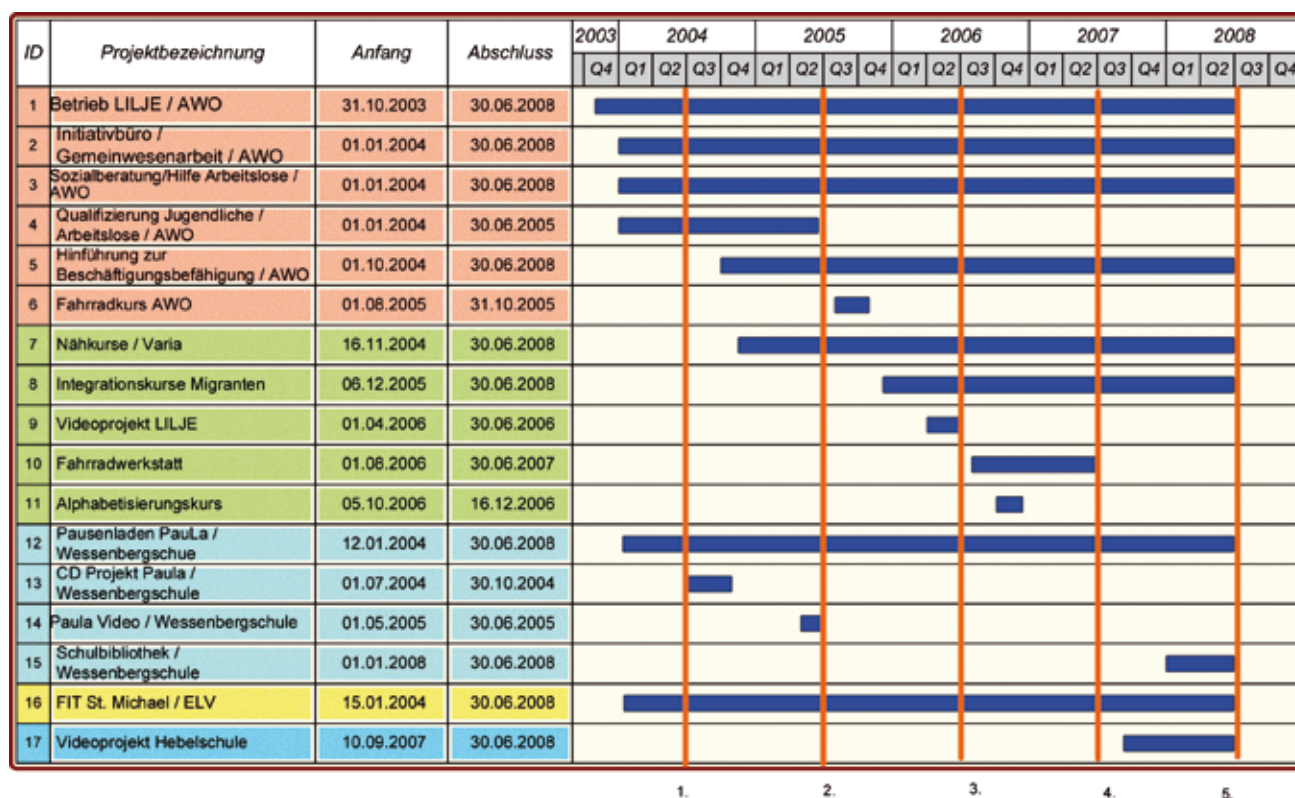 ID Projektbezeichnung Anfang Abschluss 2003 2004 2005 2006 2007 2008
Q4 Q1 Q2 Q3 Q4 Q1 Q2 Q3 Q4 Q1 Q2 Q3 Q4 Q1 Q2 Q3 Q4 Q1 Q2 Q3 Q4
1 Betrieb LILJE / AWO 31.10.2003 30.06.2008
2 Initiativbüro /
Gemeinwesenarbeit / AWO 01.01.2004 30.06.2008
3 Sozialberatung/Hilfe Arbeitslose /
AWO 01.01.2004 30.06.2008
4 Qualifizierung Jugendliche /
Arbeitslose / AWO 01.01.2004 30.06.2005
5 Hinführung zur
Beschäftigungsbefähigung / AWO 01.10.2004 30.06.2008
6 Fahrradkurs AWO 01.08.2005 31.10.2005
7 Nähkurse / Varia 16.11.2004 30.06.2008
8 Integrationskurse Migranten 06.12.2005 30.06.2008
9 Videoprojekt LILJE 01.04.2006 30.06.2006
10 Fahrradwerkstatt 01.08.2006 30.06.2007
11 Alphabetisierungskurs 05.10.2006 16.12.2006
12 Pausenladen PauLa /
Wessenbergschue 12.01.2004 30.06.2008
13 CD Projekt Paula /
Wessenbergschule 01.07.2004 30.10.2004
14 Paula Video / Wessenbergschule 01.05.2005 30.06.2005
15 Schulbibliothek /
Wessenbergschule 01.01.2008 30.06.2008
16 FIT St. Michael / ELV 15.01.2004 30.06.2008
17 Videoprojekt Hebelschule 10.09.2007 30.06.2008
1. 2. 3. 4. 5.